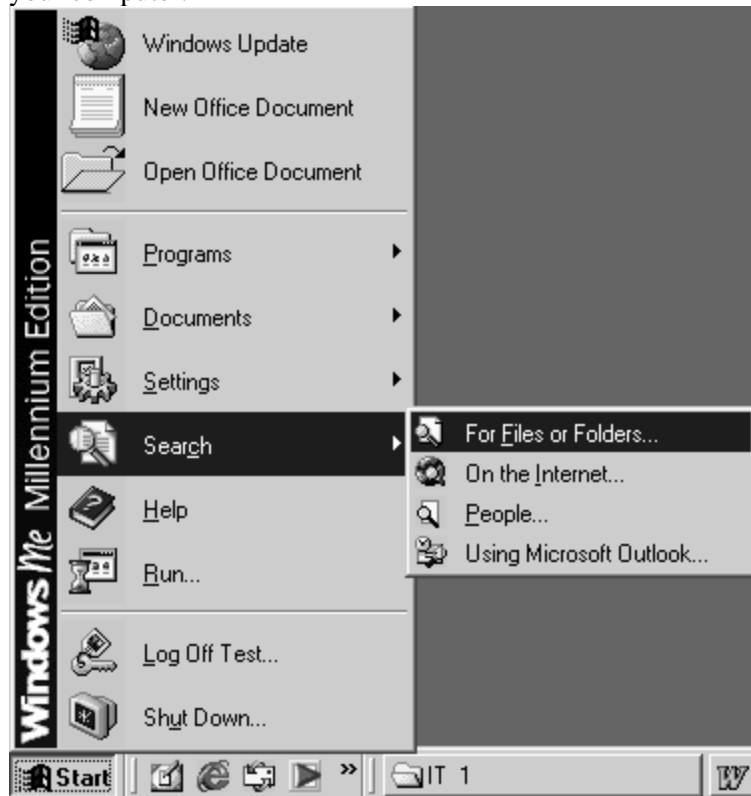 Windows Update
New Office Document
Open Office Document
Programs
Documents
Settings
Search
Help
Run...
Log Off Test...
Shut Down...
Windows Me Millennium Edition
For Files or Folders...
On the Internet...
People...
Using Microsoft Outlook...
Start
» IT 1